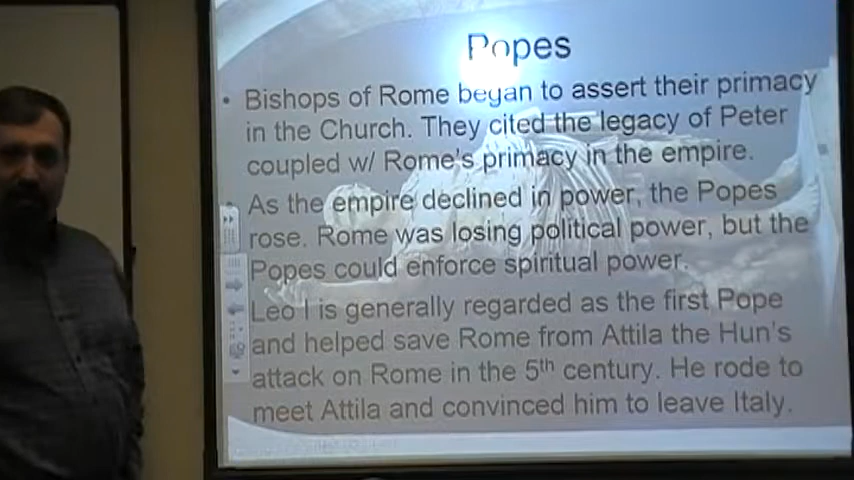 Popes
• Bishops of Rome began to assert their primacy
in the Church. They cited the legacy of Peter
coupled w/ Rome's primacy in the empire.
As the empire declined in power, the Popes
rose. Rome was losing political power, but the
Popes could enforce spiritual power.
Leo I is generally regarded as the first Pope
and helped save Rome from Attila the Hun's
attack on Rome in the 5th century. He rode to
meet Attila and convinced him to leave Italy.